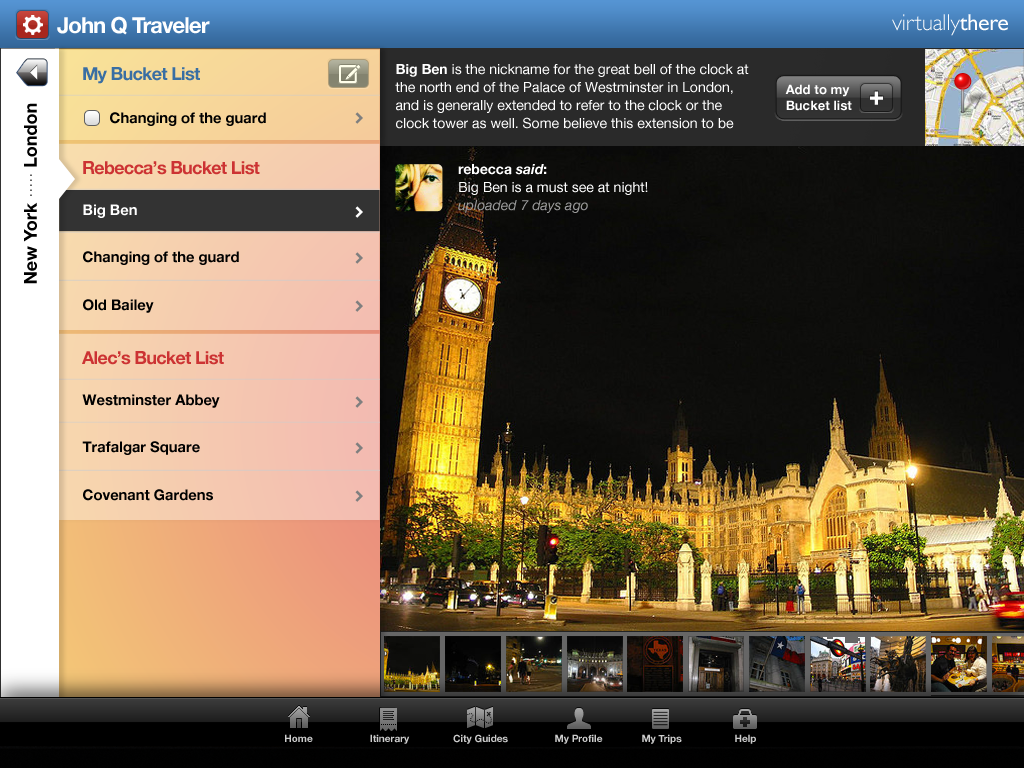 John Q Traveler
virtuallythere
New York ..... London
My Bucket List
Changing of the guard
Rebecca's Bucket List
Big Ben
Changing of the guard
Old Bailey
Alec's Bucket List
Westminster Abbey
Trafalgar Square
Covenant Gardens
Big Ben is the nickname for the great bell of the clock at
the north end of the Palace of Westminster in London,
and is generally extended to refer to the clock or the
clock tower as well. Some believe this extension to be
Add to my
Bucket list
rebecca said:
Big Ben is a must see at night!
uploaded 7 days ago
Home
Itinerary
City Guides
My Profile
My Trips
Help